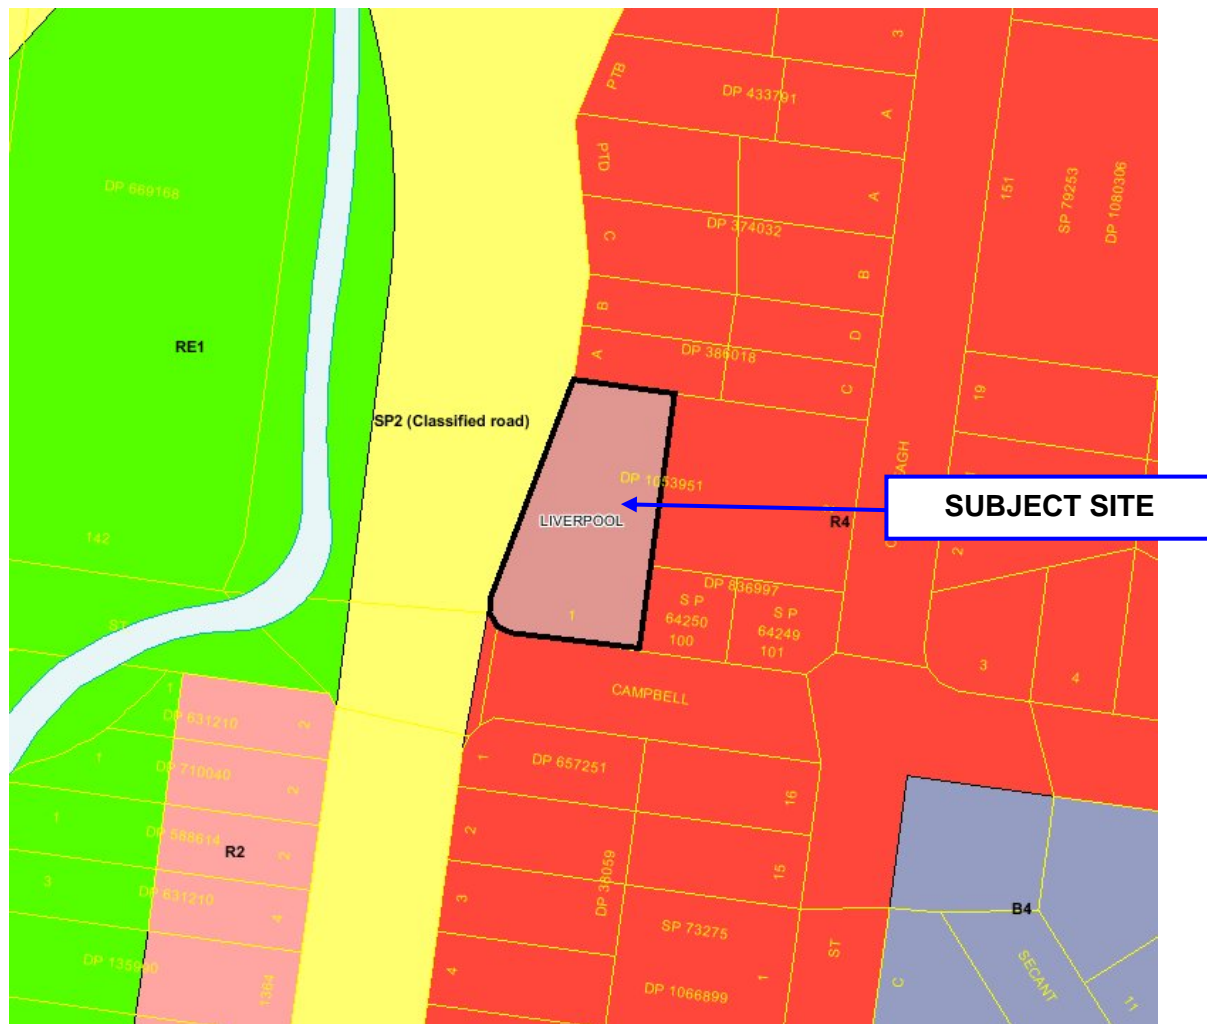 3
PTB
DP 433791
A
PTD
DP 669168
151
SP 79253
DP 1080306
A
C
DP 374032
B
B
D
RE1
A
DP 386018
C
19
SP2 (Classified road)
AGH
DP 1053951
SUBJECT SITE
LIVERPOOL
R4
142
2
DP 836997
S P
64250
100
S P
64249
101
1
ST
3
4
CAMPBELL
1
DP 631210
2
1
DP 710040
2
1
DP 657251
16
1
DP 588614
2
R2
2
15
3
DP 631210
4
3
DP 38059
SP 73275
B4
ST
DP 135990
1364
4
DP 1066899
1
C
SECANT
11